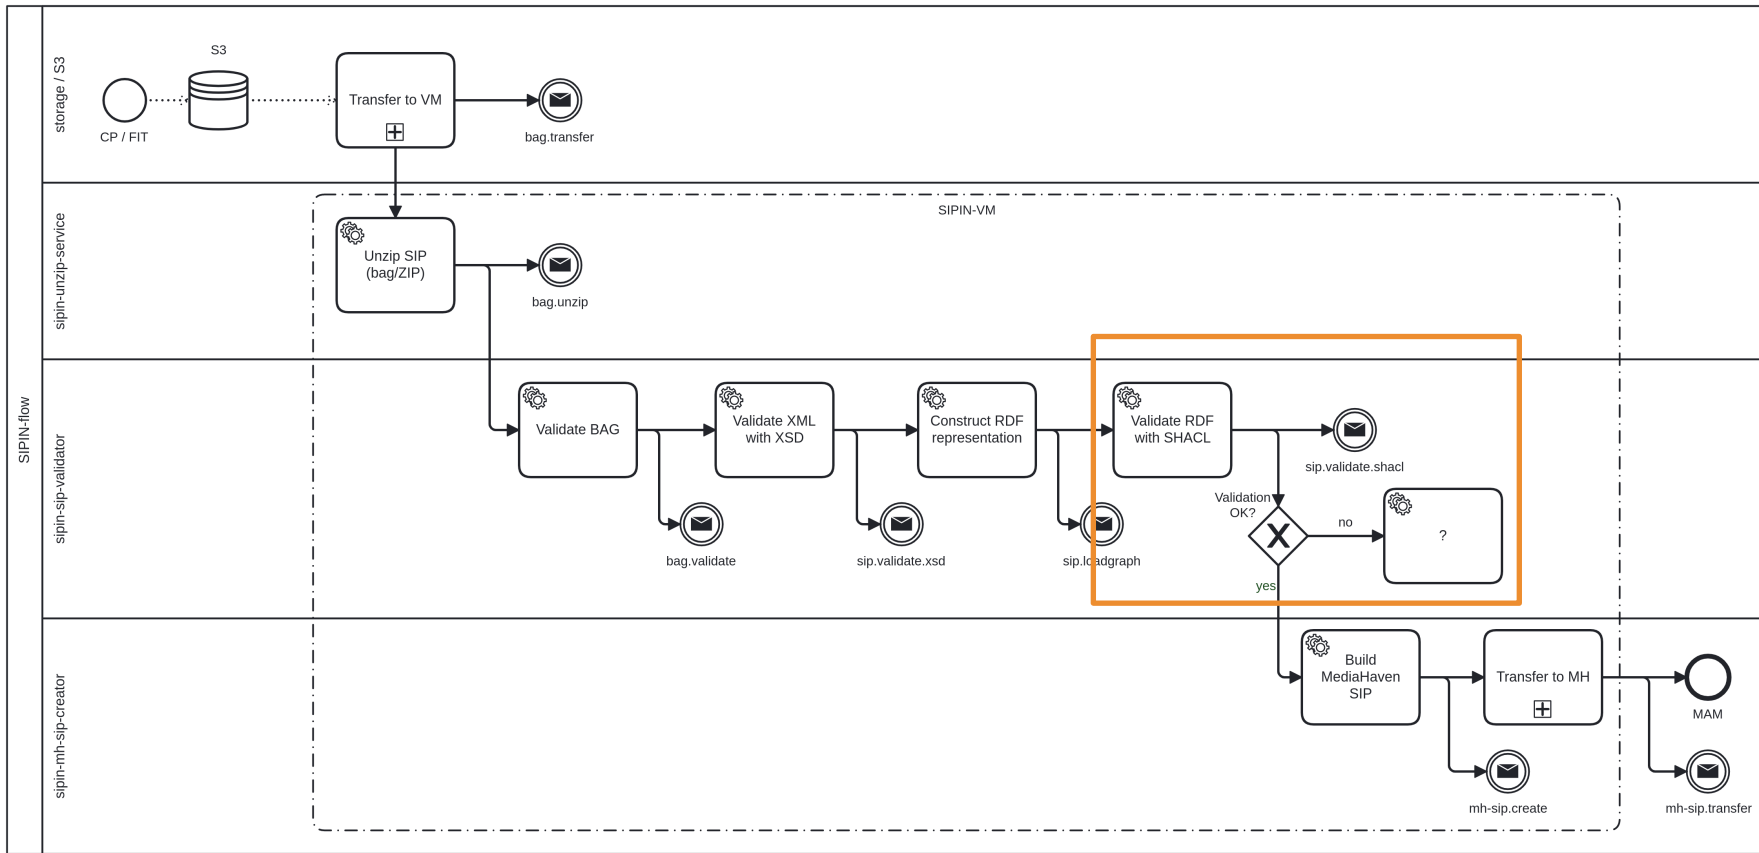 SIPIN-flow
storage / S3
S3
CP / FIT
Transfer to VM
bag.transfer
sipin-unzip-service
SIPIN-VM
Unzip SIP
(bag/ZIP)
bag.unzip
sipin-sip-validator
Validate BAG
bag.validate
Validate XML
with XSD
sip.validate.xsd
Construct RDF
representation
sip.loadgraph
Validate RDF
with SHACL
sip.validate.shacl
Validation
OK?
no
?
yes
sipin-mh-sip-creator
Build
MediaHaven
SIP
mh-sip.create
Transfer to MH
MAM
mh-sip.transfer